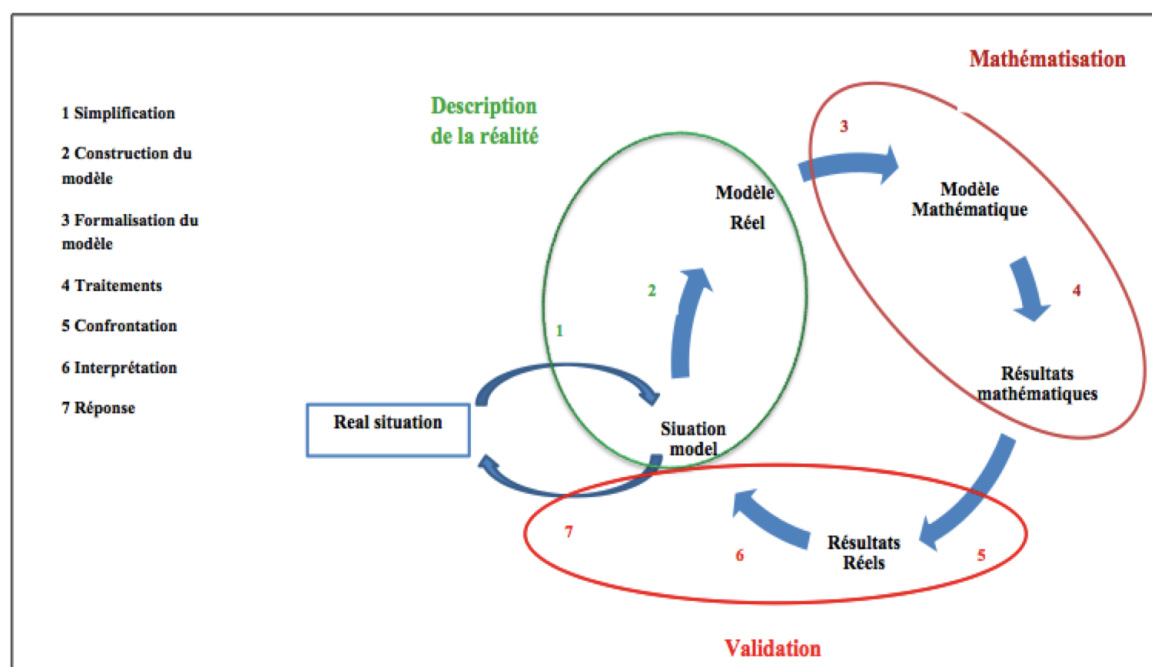 Mathématisation
1 Simplification
2 Construction du
modèle
3 Formalisation du
modèle
4 Traitements
5 Confrontation
6 Interprétation
7 Réponse
Description
de la réalité
3
Modèle
Réel
Modèle
Mathématique
2
4
1
Résultats
mathématiques
Real situation
Siuation
model
7
6
Résultats
Réels
5
Validation